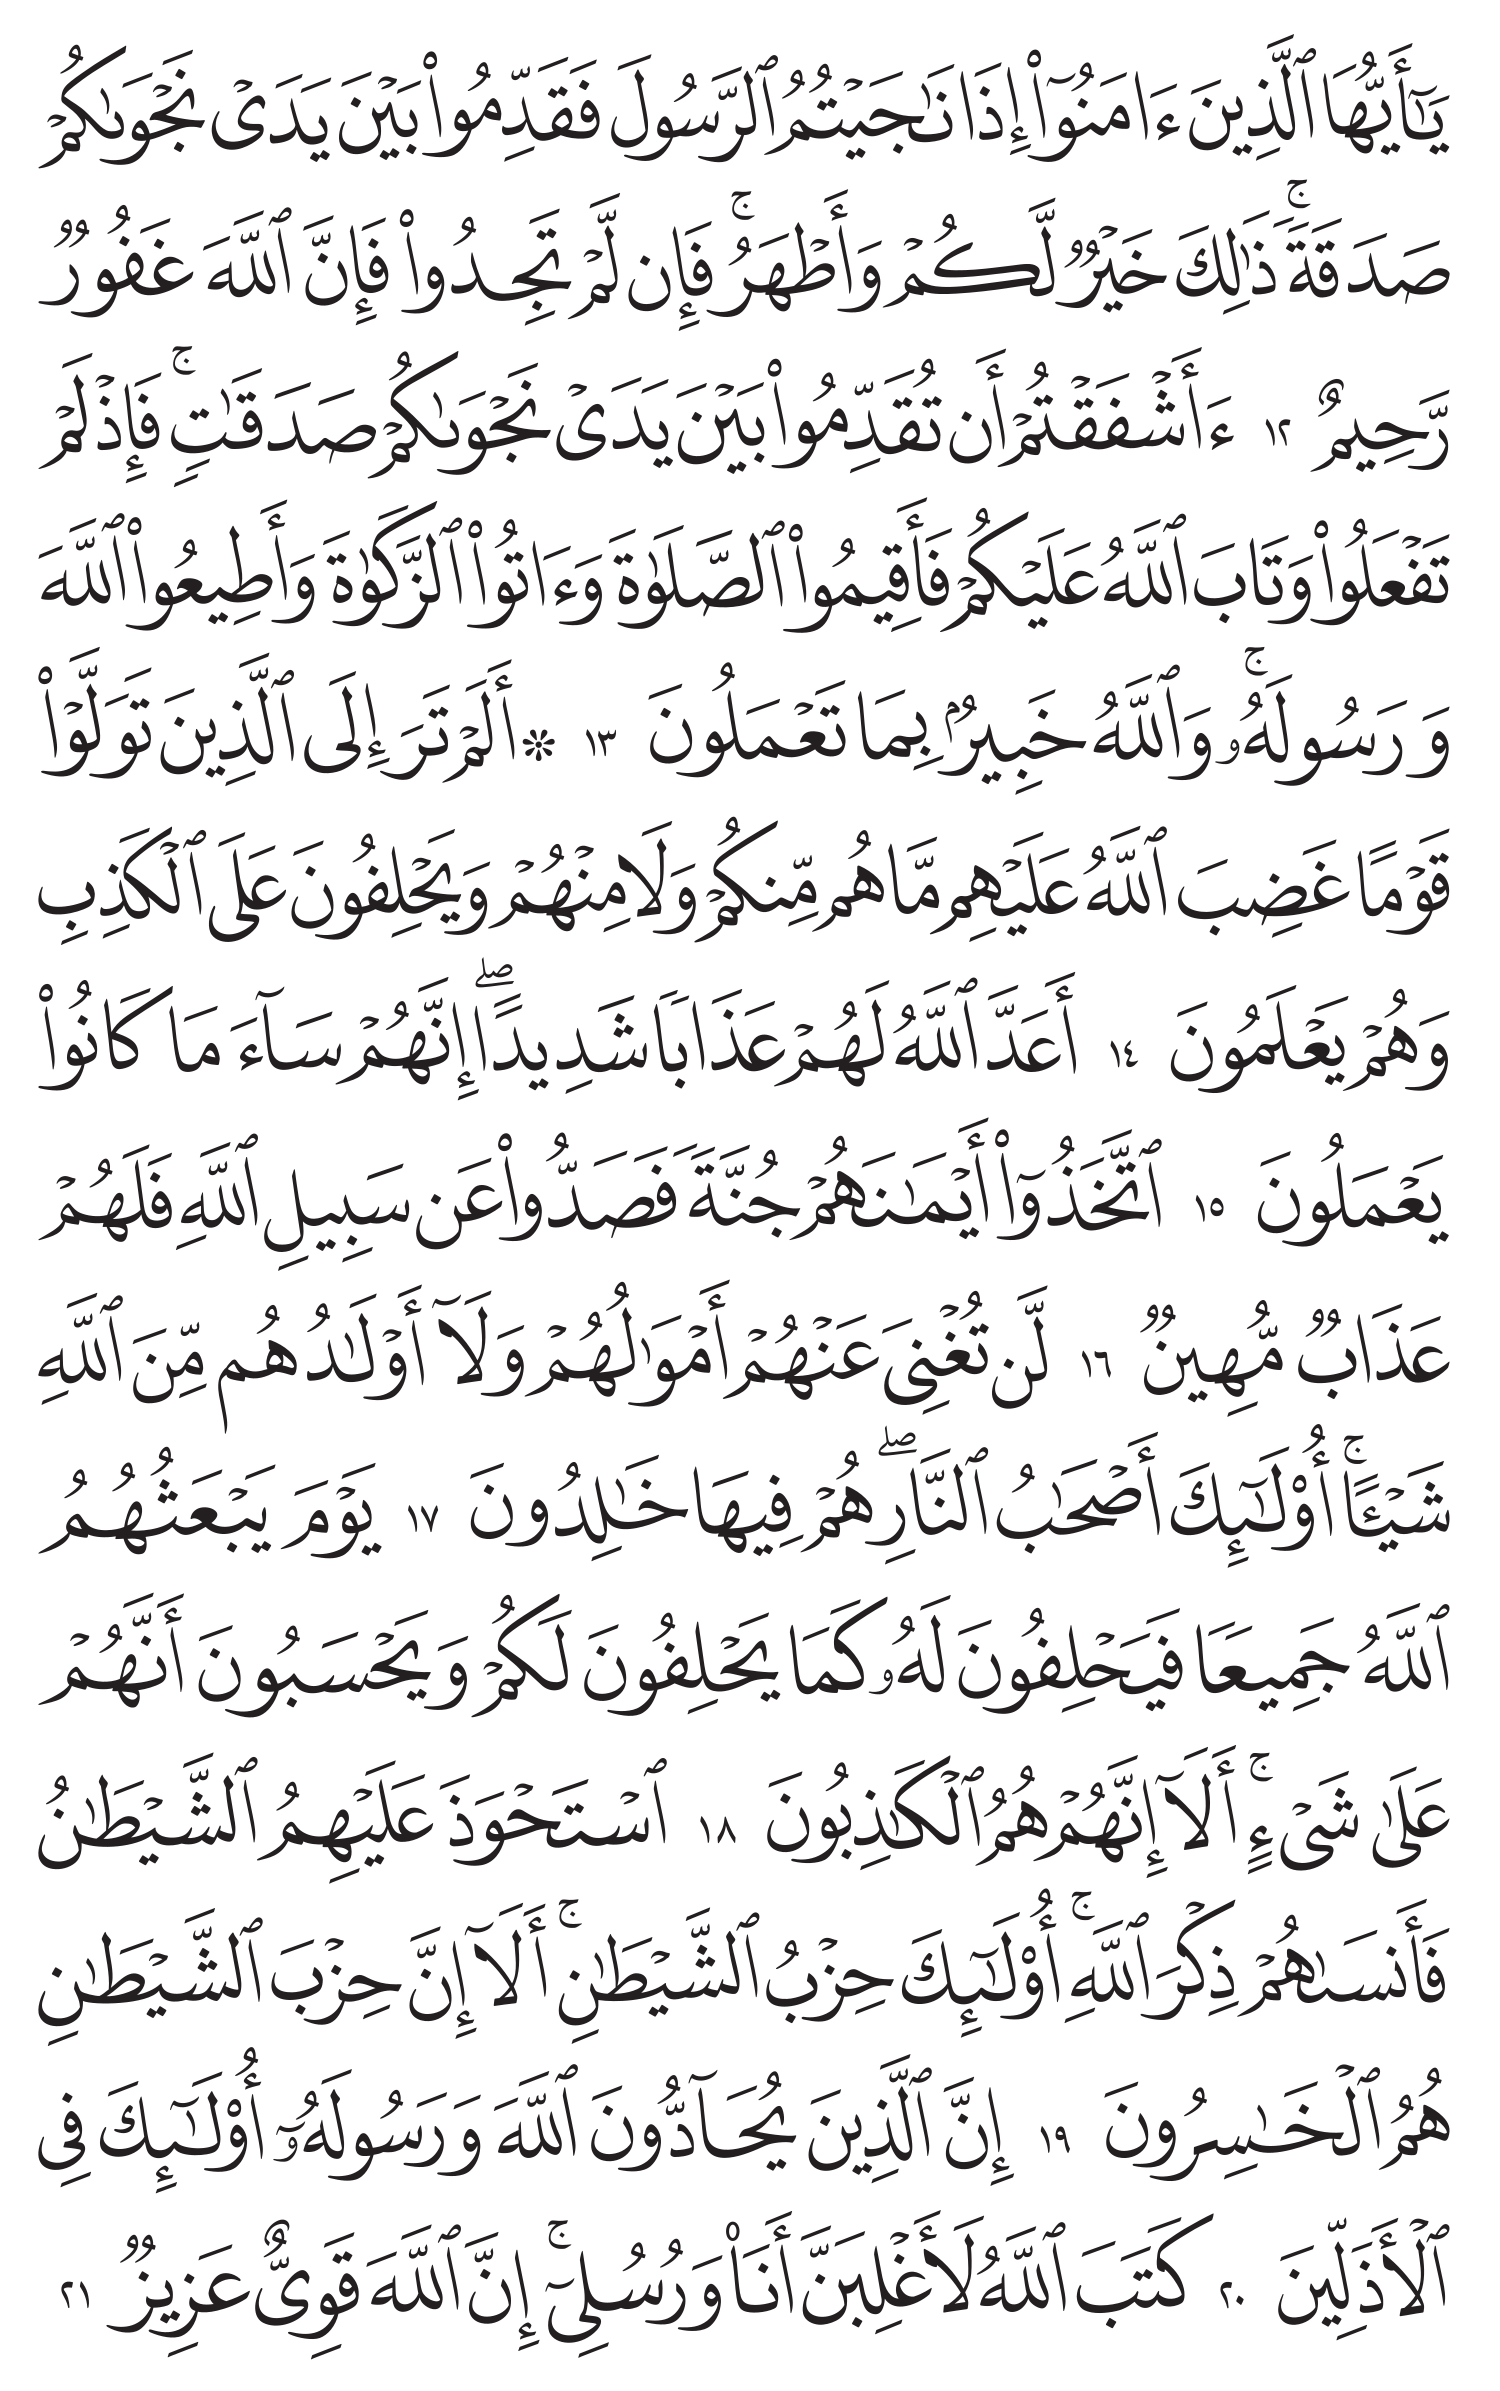 يَـٰٓأَيُّهَا ٱلَّذِينَ ءَامَنُوٓا۟ إِذَا نَـٰجَيْتُمُ ٱلرَّسُولَ فَقَدِّمُوا۟ بَيْنَ يَدَىْ نَجْوَىٰكُمْ
صَدَقَةًۭ ۚ ذَٰلِكَ خَيْرٌۭ لَّكُمْ وَأَطْهَرُ ۚ فَإِن لَّمْ تَجِدُوا۟ فَإِنَّ ٱللَّهَ غَفُورٌۭ
رَّحِيمٌ ١٢ ءَأَشْفَقْتُمْ أَن تُقَدِّمُوا۟ بَيْنَ يَدَىْ نَجْوَىٰكُمْ صَدَقَـٰتٍۢ ۚ فَإِذْ لَمْ
تَفْعَلُوا۟ وَتَابَ ٱللَّهُ عَلَيْكُمْ فَأَقِيمُوا۟ ٱلصَّلَوٰةَ وَءَاتُوا۟ ٱلزَّكَوٰةَ وَأَطِيعُوا۟ ٱللَّهَ
وَرَسُولَهُۥ ۚ وَٱللَّهُ خَبِيرٌۢ بِمَا تَعْمَلُونَ ١٣ ۞ أَلَمْ تَرَ إِلَى ٱلَّذِينَ تَوَلَّوْا۟
قَوْمًا غَضِبَ ٱللَّهُ عَلَيْهِم مَّا هُم مِّنكُمْ وَلَا مِنْهُمْ وَيَحْلِفُونَ عَلَى ٱلْكَذِبِ
وَهُمْ يَعْلَمُونَ ١٤ أَعَدَّ ٱللَّهُ لَهُمْ عَذَابًۭا شَدِيدًا ۖ إِنَّهُمْ سَآءَ مَا كَانُوا۟
يَعْمَلُونَ ١٥ ٱتَّخَذُوٓا۟ أَيْمَـٰنَهُمْ جُنَّةًۭ فَصَدُّوا۟ عَن سَبِيلِ ٱللَّهِ فَلَهُمْ
عَذَابٌۭ مُّهِينٌۭ ١٦ لَّن تُغْنِىَ عَنْهُمْ أَمْوَٰلُهُمْ وَلَآ أَوْلَـٰدُهُم مِّنَ ٱللَّهِ
شَيْـًٔا ۚ أُو۟لَـٰٓئِكَ أَصْحَـٰبُ ٱلنَّارِ ۖ هُمْ فِيهَا خَـٰلِدُونَ ١٧ يَوْمَ يَبْعَثُهُمُ
ٱللَّهُ جَمِيعًۭا فَيَحْلِفُونَ لَهُۥ كَمَا يَحْلِفُونَ لَكُمْ وَيَحْسَبُونَ أَنَّهُمْ
عَلَىٰ شَىْءٍ ۚ أَلَآ إِنَّهُمْ هُمُ ٱلْكَـٰذِبُونَ ١٨ ٱسْتَحْوَذَ عَلَيْهِمُ ٱلشَّيْطَـٰنُ
فَأَنسَىٰهُمْ ذِكْرَ ٱللَّهِ ۚ أُو۟لَـٰٓئِكَ حِزْبُ ٱلشَّيْطَـٰنِ ۚ أَلَآ إِنَّ حِزْبَ ٱلشَّيْطَـٰنِ
هُمُ ٱلْخَـٰسِرُونَ ١٩ إِنَّ ٱلَّذِينَ يُحَآدُّونَ ٱللَّهَ وَرَسُولَهُۥٓ أُو۟لَـٰٓئِكَ فِى
ٱلْأَذَلِّينَ ٢٠ كَتَبَ ٱللَّهُ لَأَغْلِبَنَّ أَنَا۠ وَرُسُلِىٓ ۚ إِنَّ ٱللَّهَ قَوِىٌّ عَزِيزٌۭ ٢١